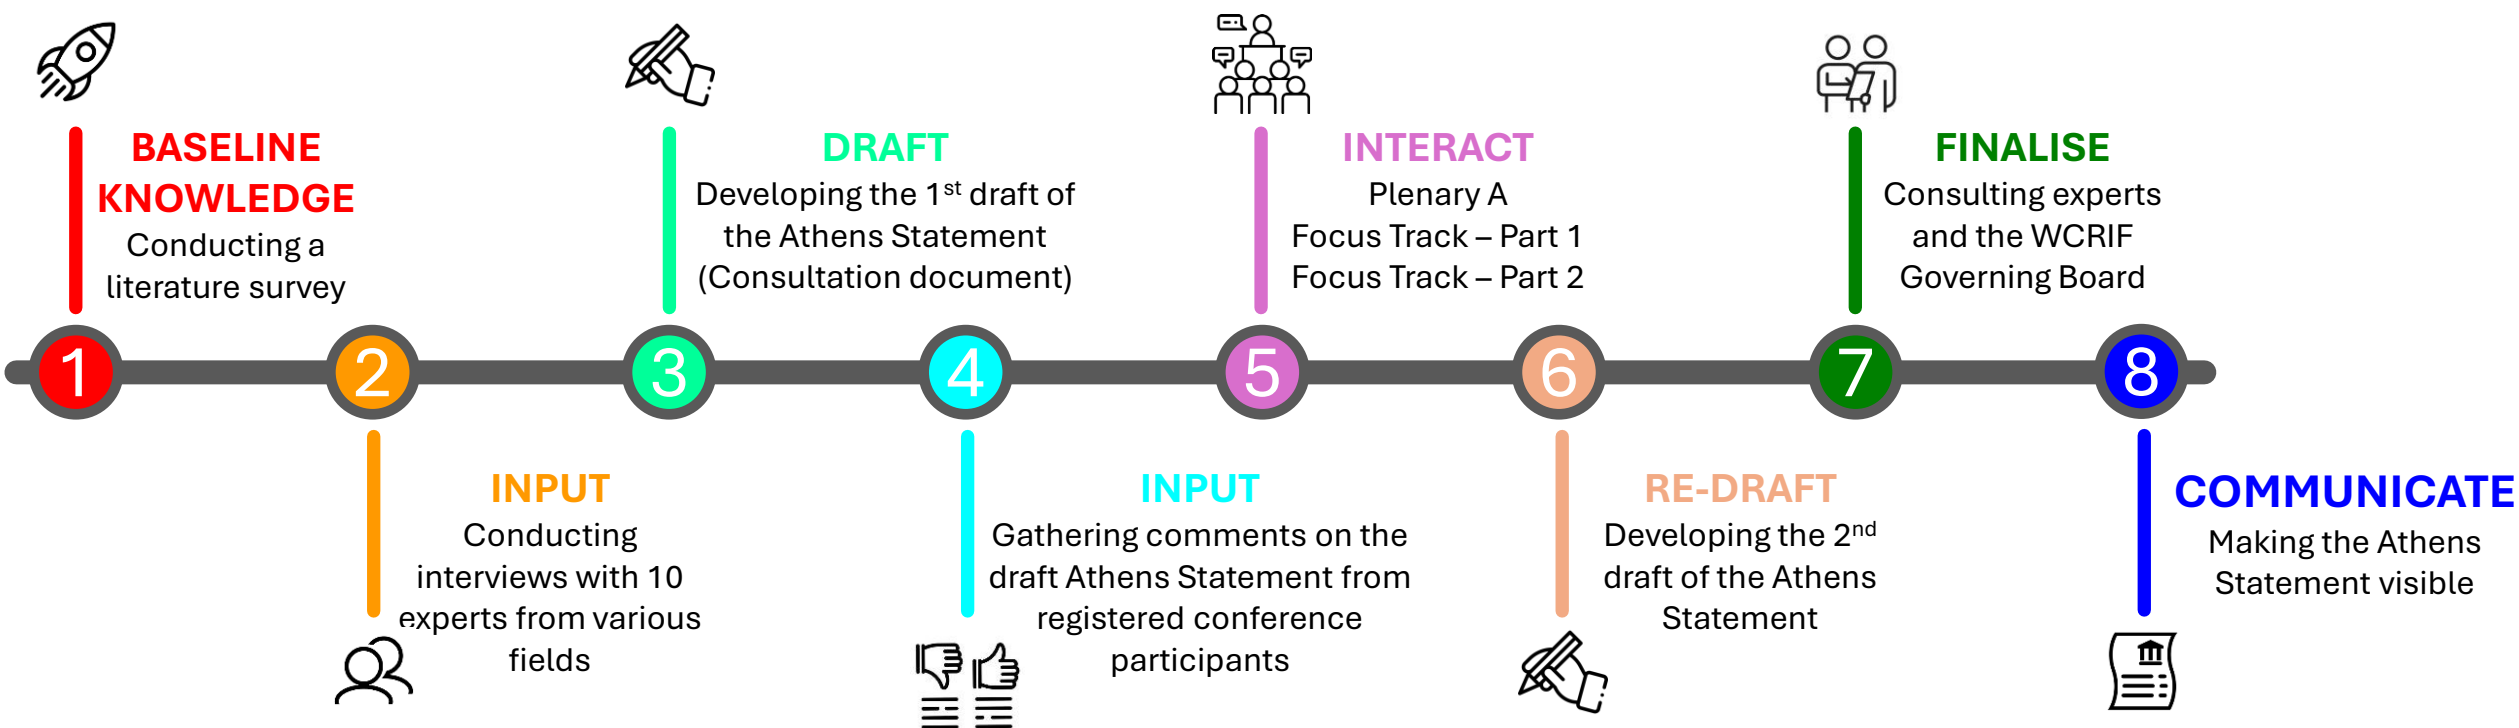 BASELINE
KNOWLEDGE
Conducting a
literature survey
DRAFT
Developing the 1st draft of
the Athens Statement
(Consultation document)
INTERACT
Plenary A
Focus Track – Part 1
Focus Track – Part 2
FINALISE
Consulting experts
and the WCRIF
Governing Board
1 2 3 4 5 6 7 8
INPUT
Conducting
interviews with 10
experts from various
fields
INPUT
Gathering comments on the
draft Athens Statement from
registered conference
participants
RE-DRAFT
Developing the 2nd
draft of the Athens
Statement
COMMUNICATE
Making the Athens
Statement visible